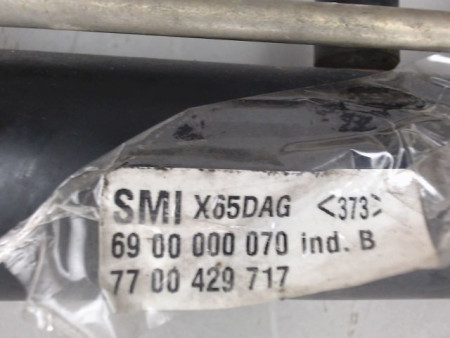 SMI X65DAG <373>
69 00 000 070 ind. B
77 00 429 717